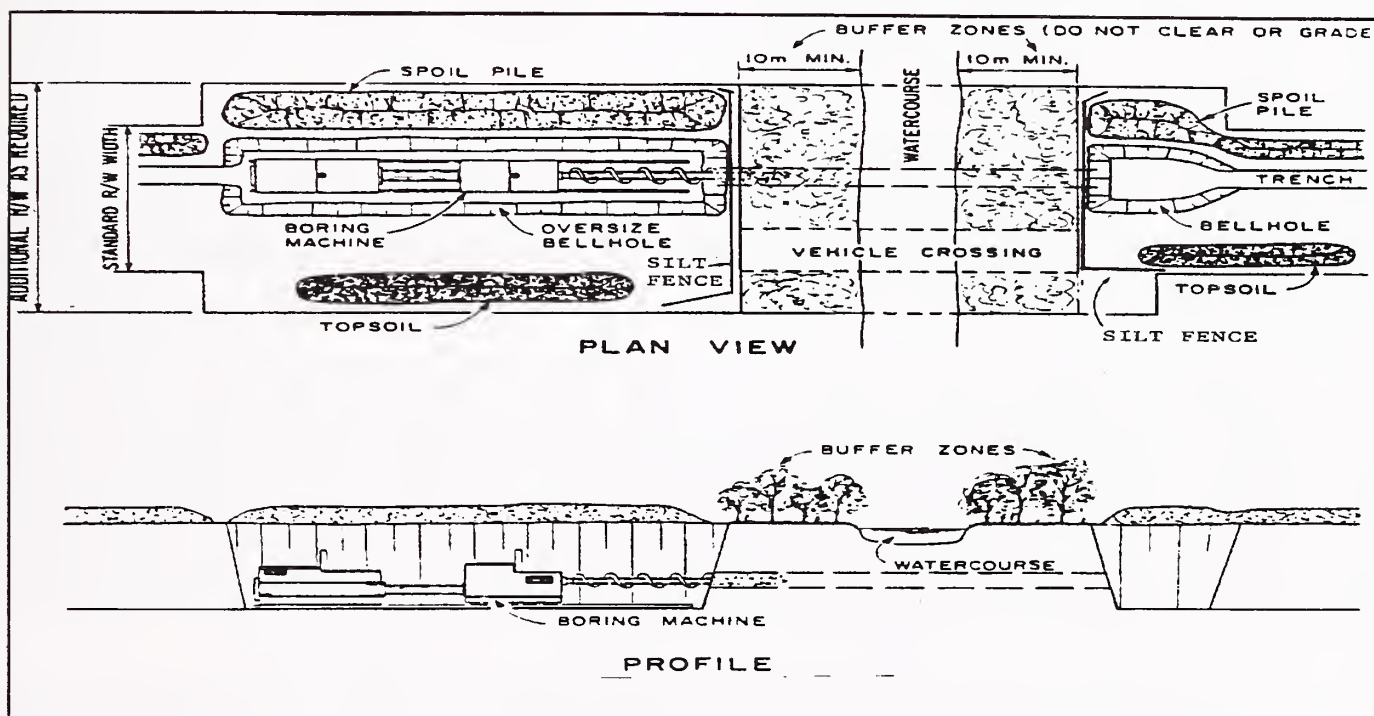 BUFFER ZONES (DO NOT CLEAR OR GRADE
10m MIN.
10m MIN.
SPOIL PILE
SPOIL
PILE
ADDITIONAL R/W AS REQUIRED
STANDARD R/W WIDTH
WATERCOURSE
TRENCH
BORING
MACHINE
OVERSIZE
BELLHOLE
BELLHOLE
SILT
FENCE
VEHICLE CROSSING
TOPSOIL
TOPSOIL
SILT FENCE
PLAN VIEW
BUFFER ZONES
WATERCOURSE
BORING MACHINE
PROFILE